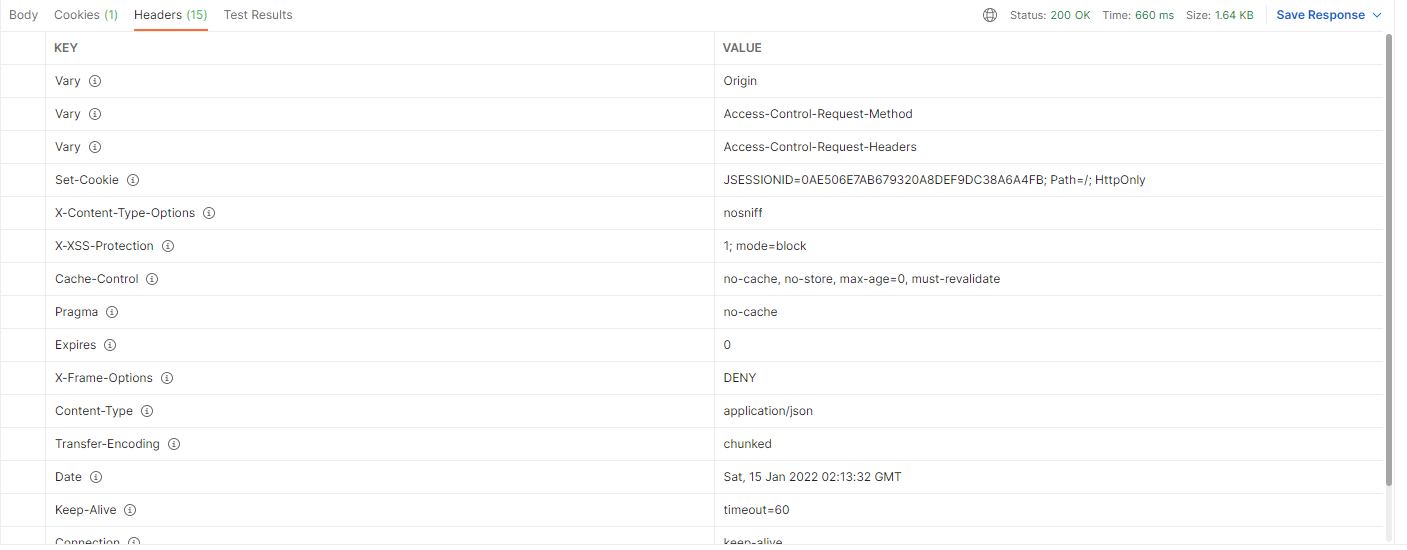 Body Cookies (1) Headers (15) Test Results Status: 200 OK Time: 660 ms Size: 1.64 KB Save Response
KEY VALUE
Vary Origin
Vary Access-Control-Request-Method
Vary Access-Control-Request-Headers
Set-Cookie JSESSIONID=0AE506E7AB679320A8DEF9DC38A6A4FB; Path=/; HttpOnly
X-Content-Type-Options nosniff
X-XSS-Protection 1; mode=block
Cache-Control no-cache, no-store, max-age=0, must-revalidate
Pragma no-cache
Expires 0
X-Frame-Options DENY
Content-Type application/json
Transfer-Encoding chunked
Date Sat, 15 Jan 2022 02:13:32 GMT
Keep-Alive timeout=60
Connection keep-alive